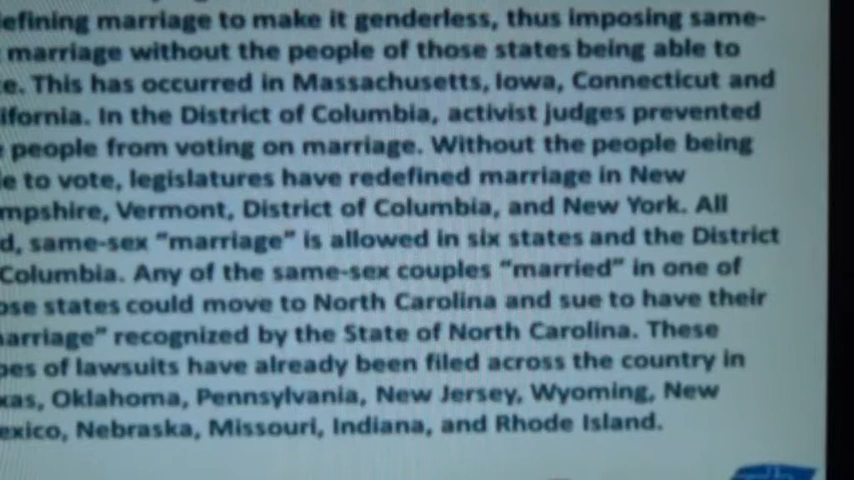 efining marriage to make it genderless, thus imposing same-
marriage without the people of those states being able to
e. This has occurred in Massachusetts, Iowa, Connecticut and
ifornia. In the District of Columbia, activist judges prevented
e people from voting on marriage. Without the people being
le to vote, legislatures have redefined marriage in New
mpshire, Vermont, District of Columbia, and New York. All
d, same-sex “marriage” is allowed in six states and the District
Columbia. Any of the same-sex couples “married” in one of
ose states could move to North Carolina and sue to have their
arriage” recognized by the State of North Carolina. These
pes of lawsuits have already been filed across the country in
xas, Oklahoma, Pennsylvania, New Jersey, Wyoming, New
exico, Nebraska, Missouri, Indiana, and Rhode Island.